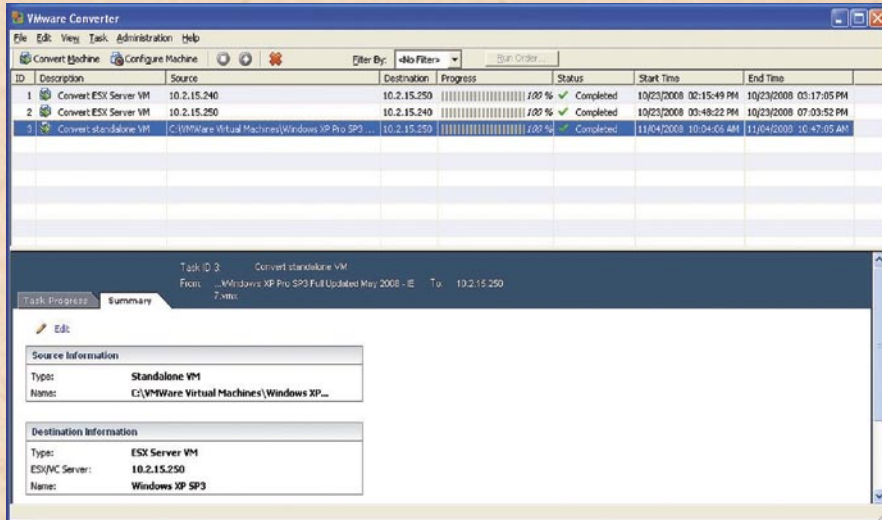 VMware Converter
File Edit View Task Administration Help
Convert Machine Configure Machine Filter By: <No Filter> Run Order...
ID Description Source Destination Progress Status Start Time End Time
1 Convert ESX Server VM 10.2.15.240 10.2.15.250 100 % Completed 10/23/2008 02:15:49 PM 10/23/2008 03:17:05 PM
2 Convert ESX Server VM 10.2.15.250 10.2.15.240 100 % Completed 10/23/2008 03:48:22 PM 10/23/2008 07:03:52 PM
3 Convert standalone VM C:\VMWare Virtual Machines\Windows XP Pro SP3 ... 10.2.15.250 100 % Completed 11/04/2008 10:04:06 AM 11/04/2008 10:47:05 AM
Task ID 3: Convert standalone VM
From: ...\Windows XP Pro SP3 Full Updated May 2008 - IE To: 10.2.15.250
7.vmx
Task Progress Summary
Edit
Source Information
Type: Standalone VM
Name: C:\VMWare Virtual Machines\Windows XP...
Destination Information
Type: ESX Server VM
ESX/VC Server: 10.2.15.250
Name: Windows XP SP3